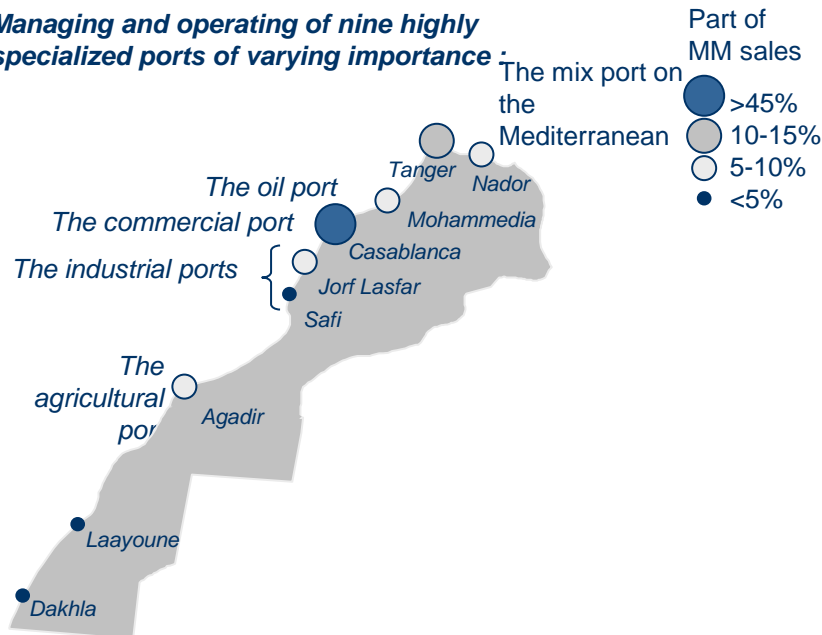 Managing and operating of nine highly
specialized ports of varying importance :
Part of
MM sales
>45%
10-15%
5-10%
<5%
The mix port on
the
Mediterranean
Tanger
Nador
The oil port
Mohammedia
The commercial port
Casablanca
The industrial ports
Jorf Lasfar
Safi
The
agricultural
por
Agadir
Laayoune
Dakhla